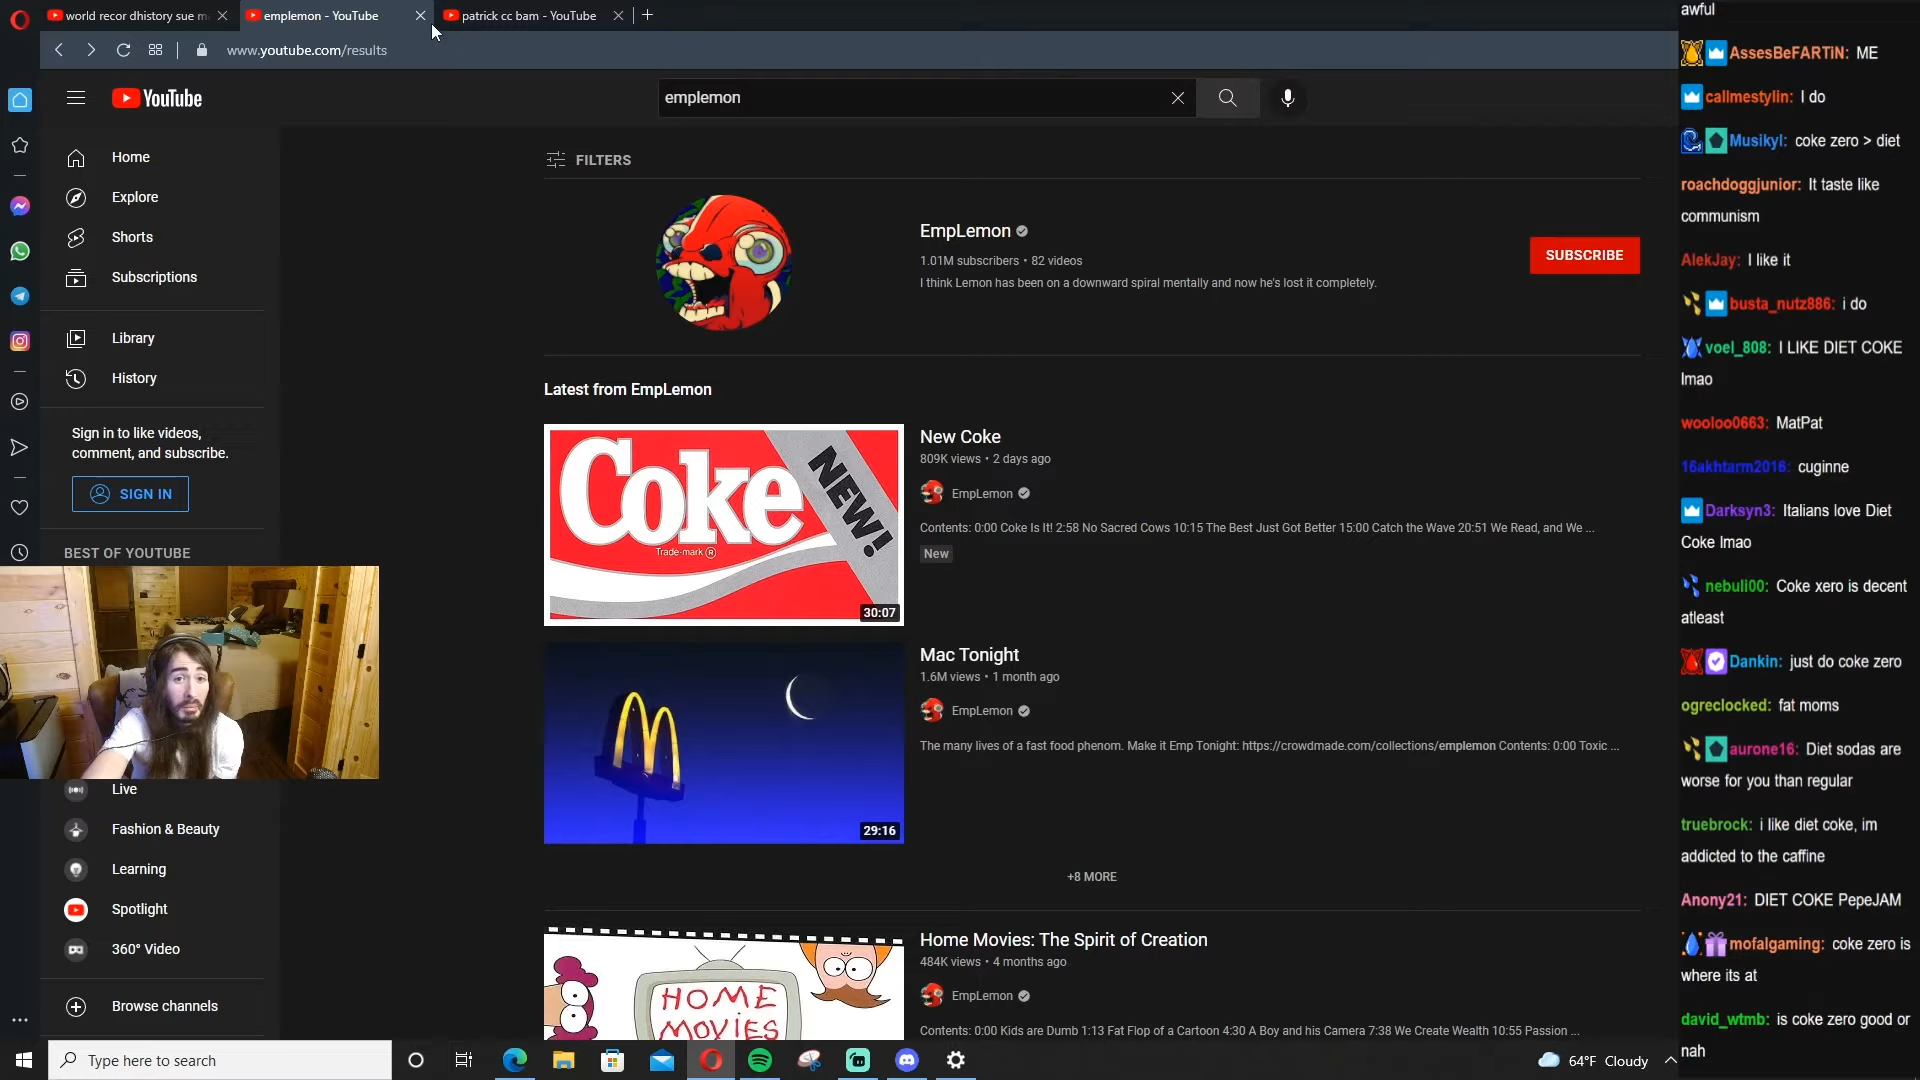 world recor dhistory sue m
emplemon - YouTube
patrick cc bam - YouTube
www.youtube.com/results
YouTube
emplemon
Home
Explore
Shorts
Subscriptions
Library
History
Sign in to like videos,
comment, and subscribe.
SIGN IN
BEST OF YOUTUBE
Live
Fashion & Beauty
Learning
Spotlight
360° Video
Browse channels
FILTERS
EmpLemon
1.01M subscribers • 82 videos
I think Lemon has been on a downward spiral mentally and now he's lost it completely.
SUBSCRIBE
Latest from EmpLemon
Coke
NEW!
Trade-mark ®
30:07
New Coke
809K views • 2 days ago
EmpLemon
Contents: 0:00 Coke Is It! 2:58 No Sacred Cows 10:15 The Best Just Got Better 15:00 Catch the Wave 20:51 We Read, and We ...
New
29:16
Mac Tonight
1.6M views • 1 month ago
EmpLemon
The many lives of a fast food phenom. Make it Emp Tonight: https://crowdmade.com/collections/emplemon Contents: 0:00 Toxic ...
+8 MORE
HOME
MOVIES
Home Movies: The Spirit of Creation
484K views • 4 months ago
EmpLemon
Contents: 0:00 Kids are Dumb 1:13 Fat Flop of a Cartoon 4:30 A Boy and his Camera 7:38 We Create Wealth 10:55 Passion ...
awful
AssesBeFARTiN: ME
callmestylin: I do
Musikyl: coke zero > diet
roachdoggjunior: It taste like
communism
AlekJay: I like it
busta_nutz886: i do
voel_808: I LIKE DIET COKE
lmao
wooloo0663: MatPat
16akhtarm2016: cuginne
Darksyn3: Italians love Diet
Coke lmao
nebuli00: Coke xero is decent
atleast
Dankin: just do coke zero
ogreclocked: fat moms
aurone16: Diet sodas are
worse for you than regular
truebrock: i like diet coke, im
addicted to the caffine
Anony21: DIET COKE PepeJAM
mofalgaming: coke zero is
where its at
david_wtmb: is coke zero good or
nah
Type here to search
64°F Cloudy